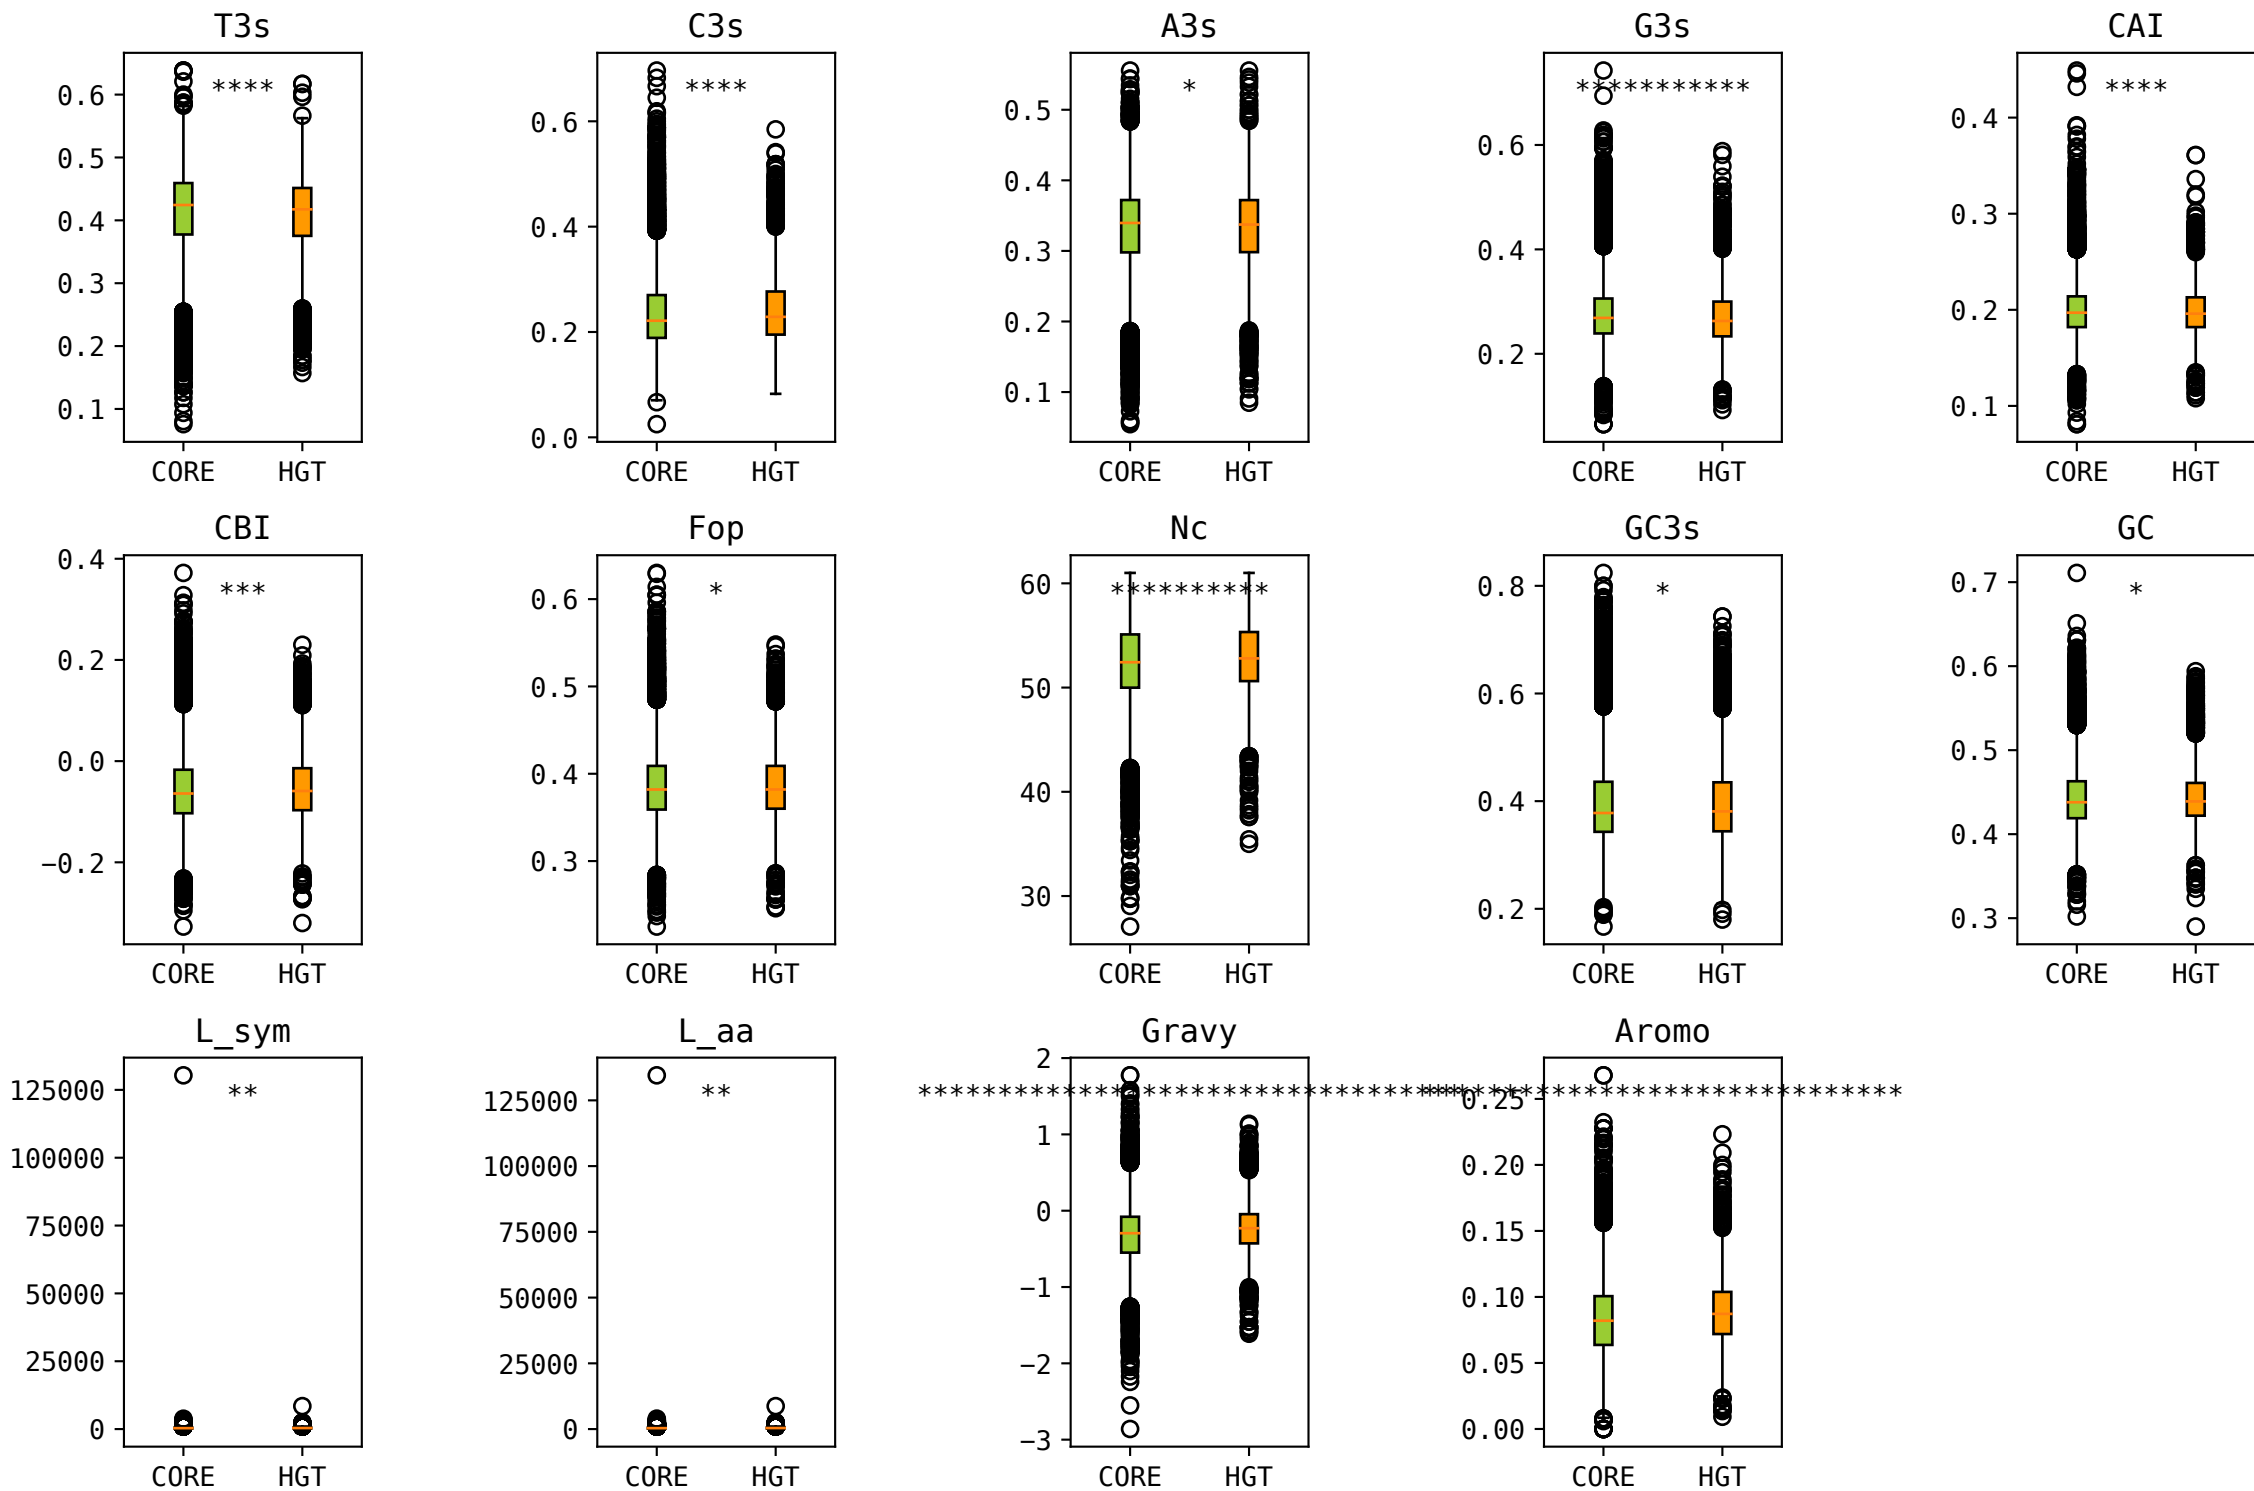 T3s
C3s
A3s
G3s
CAI
****
****
*
***********
****
0.6
0.5
0.4
0.3
0.2
0.1
0.6
0.4
0.2
0.0
0.5
0.4
0.3
0.2
0.1
0.6
0.4
0.2
0.4
0.3
0.2
0.1
CORE HGT
CORE HGT
CORE HGT
CORE HGT
CORE HGT
CBI
Fop
Nc
GC3s
GC
***
*
**********
*
*
0.4
0.2
0.0
−0.2
0.6
0.5
0.4
0.3
60
50
40
30
0.8
0.6
0.4
0.2
0.7
0.6
0.5
0.4
0.3
CORE HGT
CORE HGT
CORE HGT
CORE HGT
CORE HGT
L_sym
L_aa
Gravy
Aromo
**
**
**********************************
******************************
125000
100000
75000
50000
25000
0
125000
100000
75000
50000
25000
0
2
1
0
−1
−2
−3
0.25
0.20
0.15
0.10
0.05
0.00
CORE HGT
CORE HGT
CORE HGT
CORE HGT